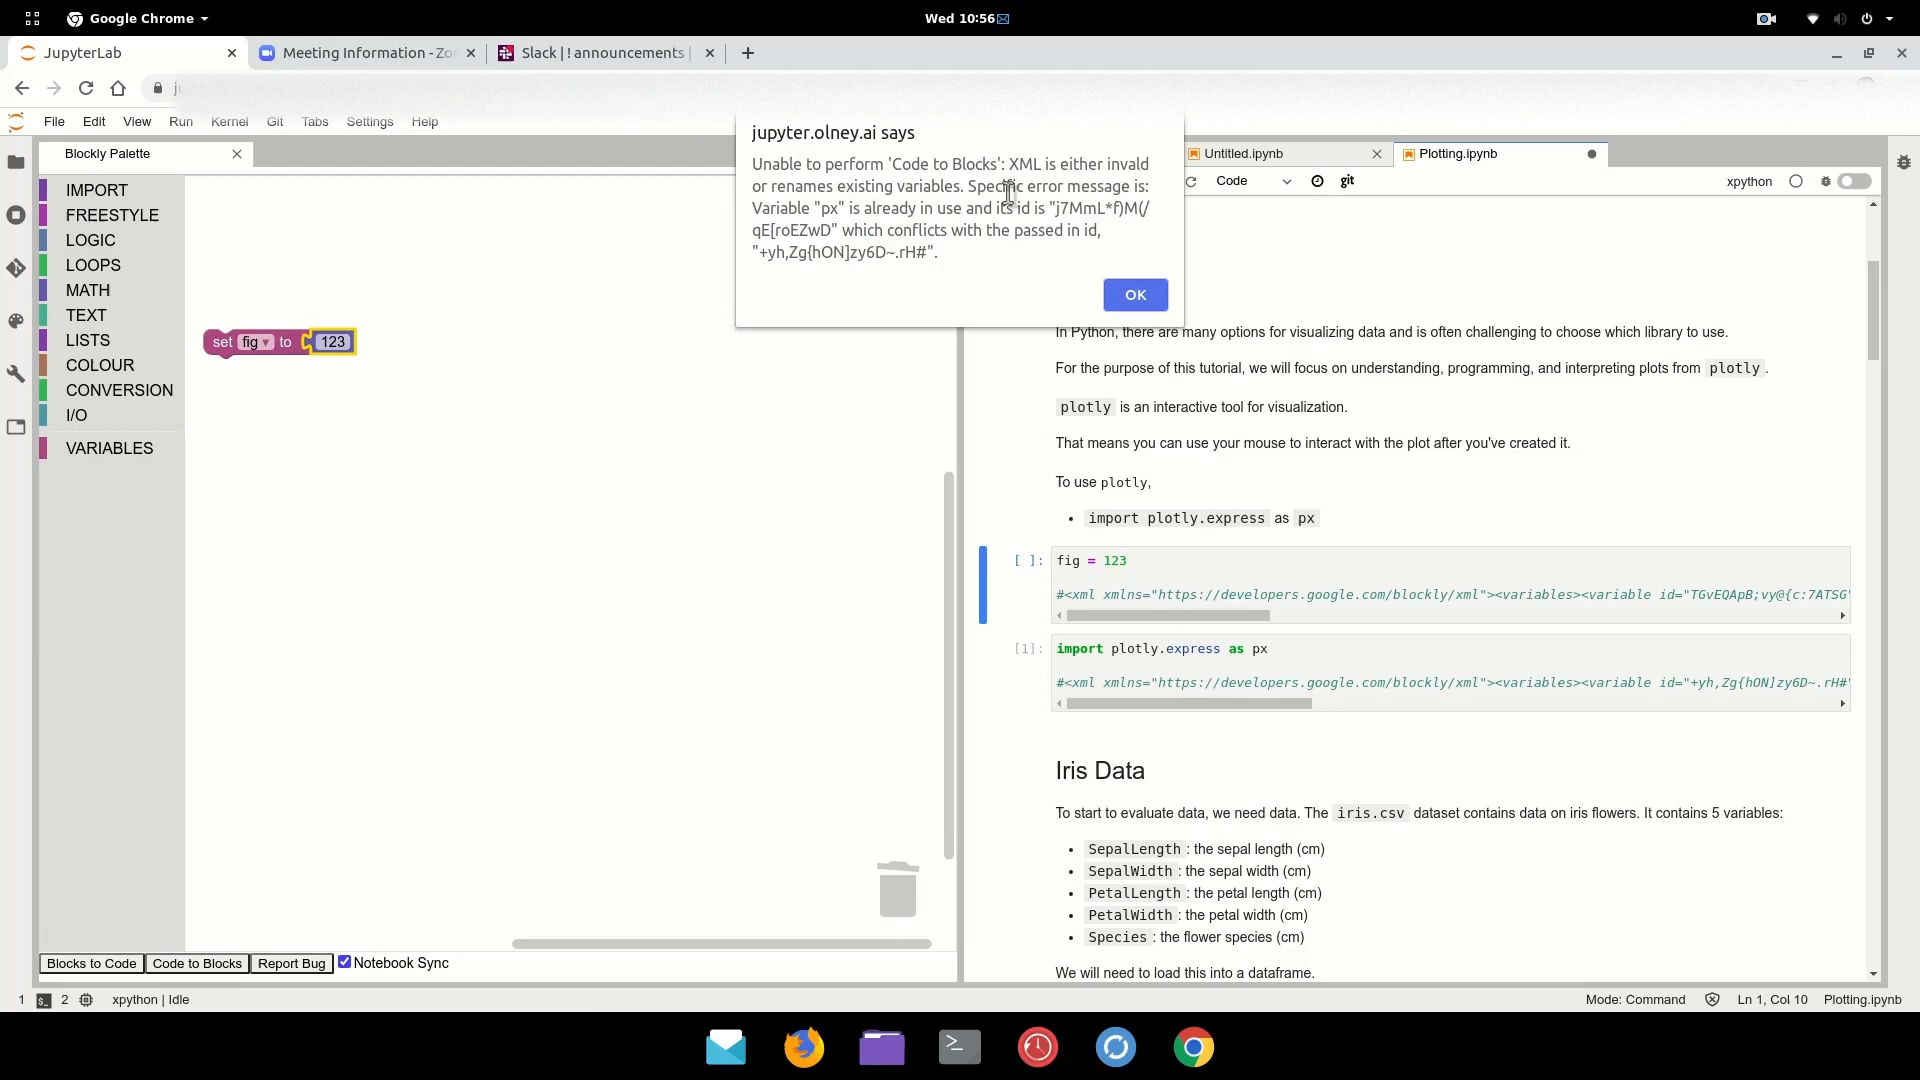 Google Chrome
Wed 10:56
JupyterLab
Meeting Information - Zo
Slack | ! announcements |
File Edit View Run Kernel Git Tabs Settings Help
jupyter.olney.ai says
Unable to perform 'Code to Blocks': XML is either invald
or renames existing variables. Specific error message is:
Variable "px" is already in use and its id is "j7MmL*f)M(/
qE[roEZwD" which conflicts with the passed in id,
"+yh,Zg{hON]zy6D~.rH#".
OK
Blockly Palette
IMPORT
FREESTYLE
LOGIC
LOOPS
MATH
TEXT
LISTS
COLOUR
CONVERSION
I/O
VARIABLES
set fig to 123
Blocks to Code Code to Blocks Report Bug Notebook Sync
Untitled.ipynb
Plotting.ipynb
Code git xpython
In Python, there are many options for visualizing data and is often challenging to choose which library to use.
For the purpose of this tutorial, we will focus on understanding, programming, and interpreting plots from plotly .
plotly is an interactive tool for visualization.
That means you can use your mouse to interact with the plot after you've created it.
To use plotly,
• import plotly.express as px
[ ]: fig = 123
#<xml xmlns="https://developers.google.com/blockly/xml"><variables><variable id="TGvEQApB;vy@{c:7ATSG
[1]: import plotly.express as px
#<xml xmlns="https://developers.google.com/blockly/xml"><variables><variable id="+yh,Zg{hON]zy6D~.rH#
Iris Data
To start to evaluate data, we need data. The iris.csv dataset contains data on iris flowers. It contains 5 variables:
• SepalLength : the sepal length (cm)
• SepalWidth : the sepal width (cm)
• PetalLength : the petal length (cm)
• PetalWidth : the petal width (cm)
• Species : the flower species (cm)
We will need to load this into a dataframe.
1 2 xpython | Idle
Mode: Command Ln 1, Col 10 Plotting.ipynb